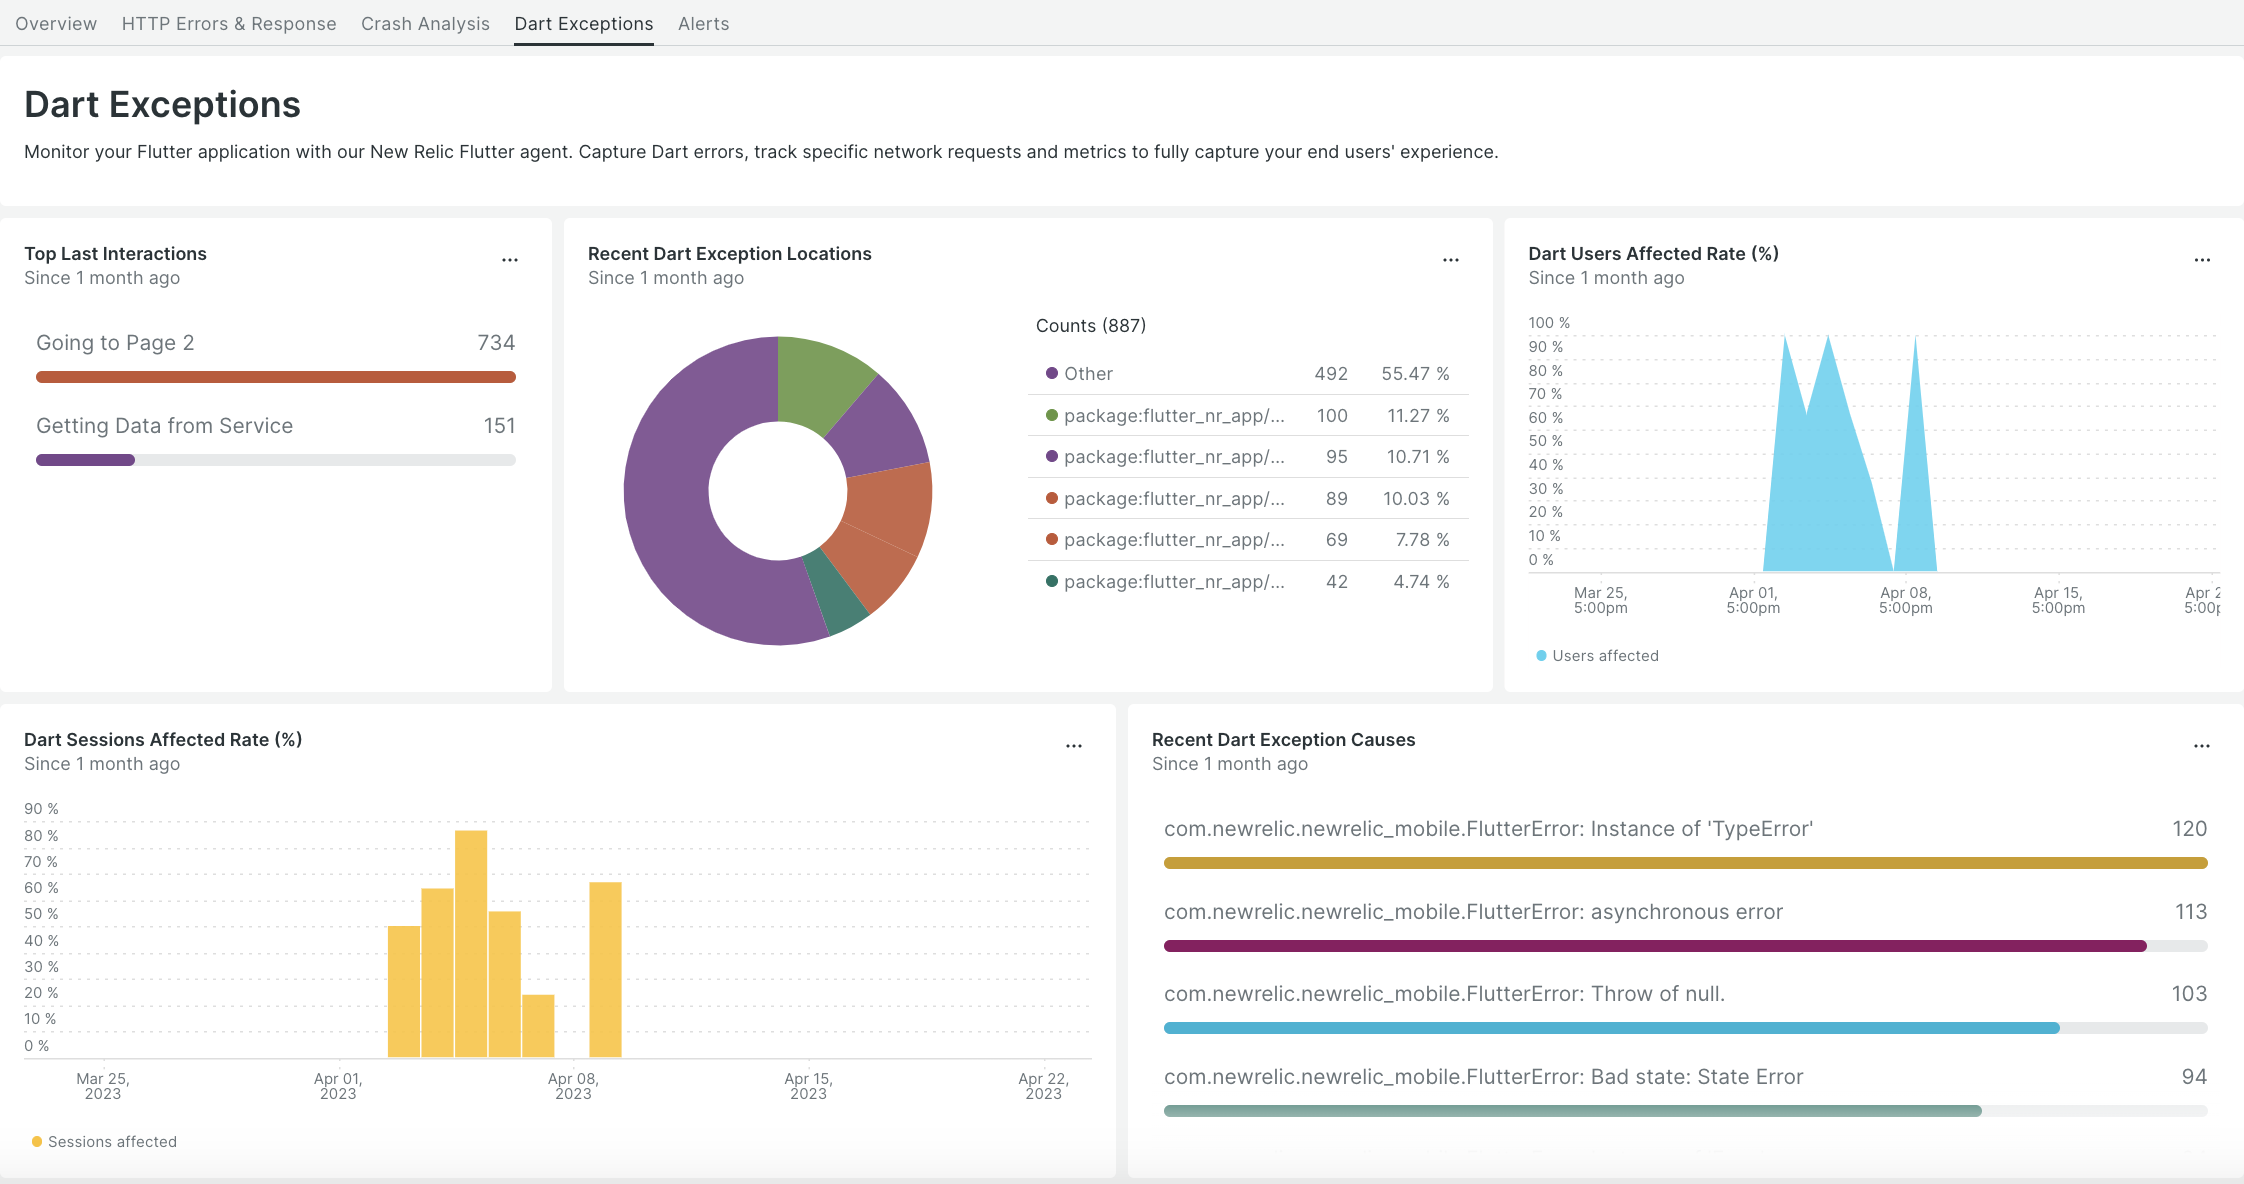 Overview HTTP Errors & Response Crash Analysis Dart Exceptions Alerts
Dart Exceptions
Monitor your Flutter application with our New Relic Flutter agent. Capture Dart errors, track specific network requests and metrics to fully capture your end users' experience.
Top Last Interactions
Since 1 month ago
...
Going to Page 2 734
Getting Data from Service 151
Recent Dart Exception Locations
Since 1 month ago
...
Counts (887)
Other 492 55.47 %
package:flutter_nr_app/... 100 11.27 %
package:flutter_nr_app/... 95 10.71 %
package:flutter_nr_app/... 89 10.03 %
package:flutter_nr_app/... 69 7.78 %
package:flutter_nr_app/... 42 4.74 %
Dart Users Affected Rate (%)
Since 1 month ago
...
100 %
90 %
80 %
70 %
60 %
50 %
40 %
30 %
20 %
10 %
0 %
Mar 25, Apr 01, Apr 08, Apr 15, Apr 2
5:00pm 5:00pm 5:00pm 5:00pm 5:00p
Users affected
Dart Sessions Affected Rate (%)
Since 1 month ago
...
90 %
80 %
70 %
60 %
50 %
40 %
30 %
20 %
10 %
0 %
Mar 25, Apr 01, Apr 08, Apr 15, Apr 22,
2023 2023 2023 2023 2023
Sessions affected
Recent Dart Exception Causes
Since 1 month ago
...
com.newrelic.newrelic_mobile.FlutterError: Instance of 'TypeError' 120
com.newrelic.newrelic_mobile.FlutterError: asynchronous error 113
com.newrelic.newrelic_mobile.FlutterError: Throw of null. 103
com.newrelic.newrelic_mobile.FlutterError: Bad state: State Error 94